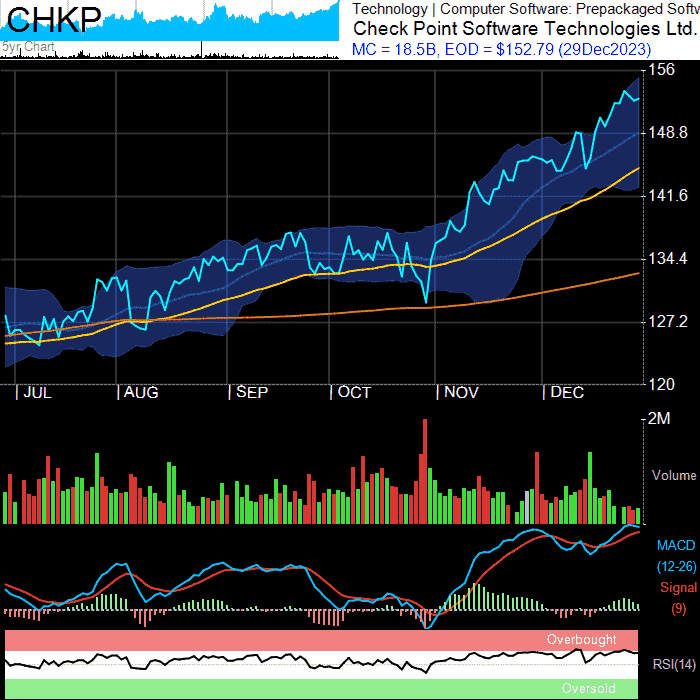 CHKP
5yr Chart
Technology | Computer Software: Prepackaged Softw
Check Point Software Technologies Ltd.
MC = 18.5B, EOD = $152.79 (29Dec2023)
156
148.8
141.6
134.4
127.2
120
| JUL | AUG | SEP | OCT | NOV | DEC
2M
Volume
MACD
(12-26)
Signal
(9)
Overbought
RSI(14)
Oversold